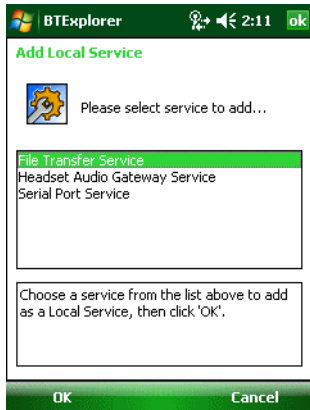 BTExplorer 2:11 ok
Add Local Service
Please select service to add...
File Transfer Service
Headset Audio Gateway Service
Serial Port Service
Choose a service from the list above to add
as a Local Service, then click 'OK'.
OK Cancel